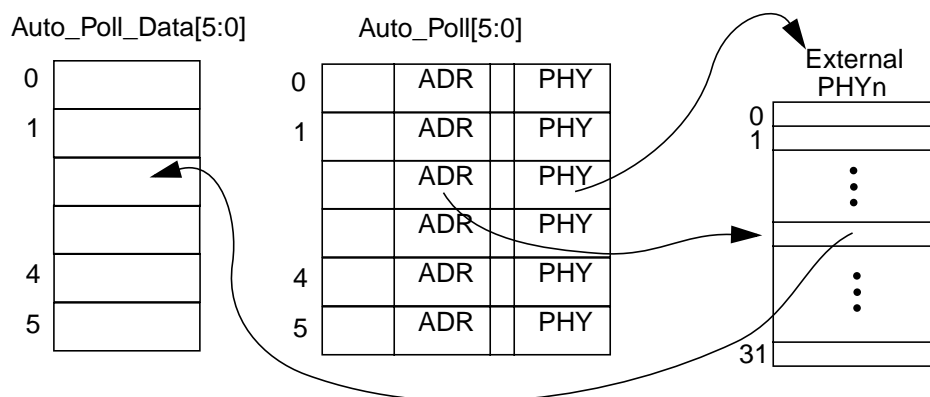 Auto_Poll_Data[5:0]
0
1
4
5
Auto_Poll[5:0]
0 ADR PHY
1 ADR PHY
ADR PHY
ADR PHY
4 ADR PHY
5 ADR PHY
External
PHYn
0
1
31